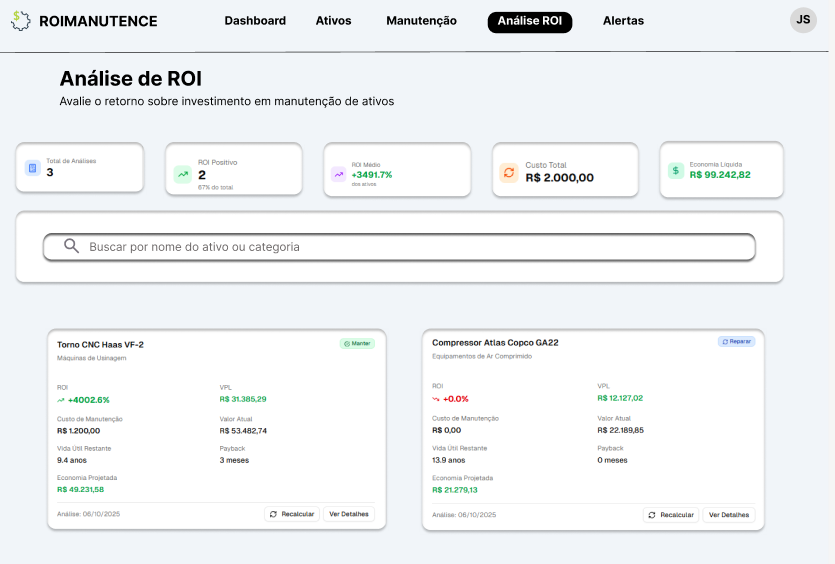 ROIMANUTENCE Dashboard Ativos Manutenção Análise ROI Alertas JS
Análise de ROI
Avalie o retorno sobre investimento em manutenção de ativos
Total de Análises
3
ROI Positivo
2
67% do total
ROI Médio
+3491.7%
dos ativos
Custo Total
R$ 2.000,00
Economia Líquida
R$ 99.242,82
Buscar por nome do ativo ou categoria
Torno CNC Haas VF-2 Manter
Máquinas de Usinagem
ROI VPL
+4002.6% R$ 31.385,29
Custo de Manutenção Valor Atual
R$ 1.200,00 R$ 53.482,74
Vida Útil Restante Payback
9.4 anos 3 meses
Economia Projetada
R$ 49.231,58
Análise: 06/10/2025 Recalcular Ver Detalhes
Compressor Atlas Copco GA22 Reparar
Equipamentos de Ar Comprimido
ROI VPL
+0.0% R$ 12.127,02
Custo de Manutenção Valor Atual
R$ 0,00 R$ 22.189,85
Vida Útil Restante Payback
13.9 anos 0 meses
Economia Projetada
R$ 21.279,13
Análise: 06/10/2025 Recalcular Ver Detalhes